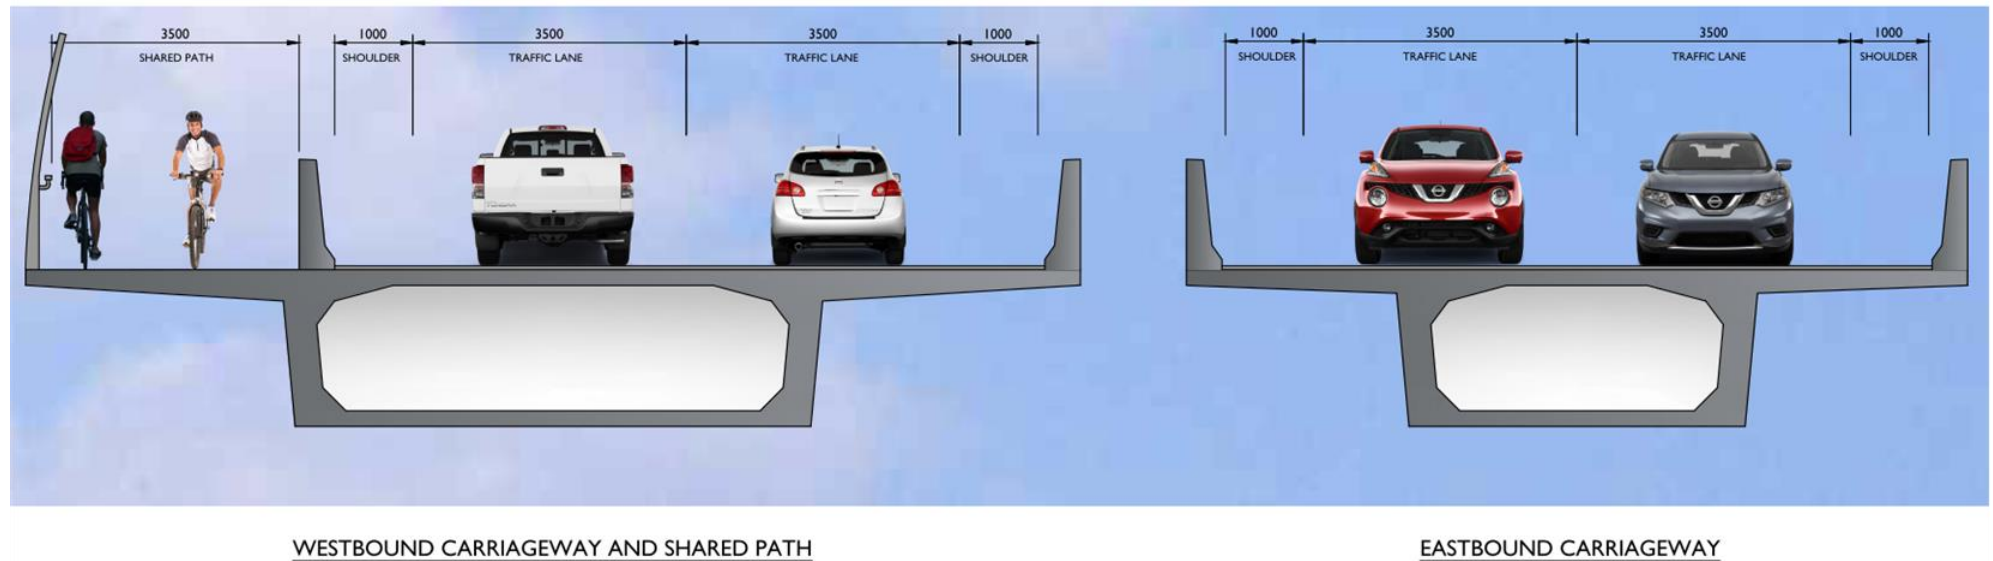 3500
SHARED PATH
1000
SHOULDER
3500
TRAFFIC LANE
3500
TRAFFIC LANE
1000
SHOULDER
1000
SHOULDER
3500
TRAFFIC LANE
3500
TRAFFIC LANE
1000
SHOULDER
WESTBOUND CARRIAGEWAY AND SHARED PATH
EASTBOUND CARRIAGEWAY